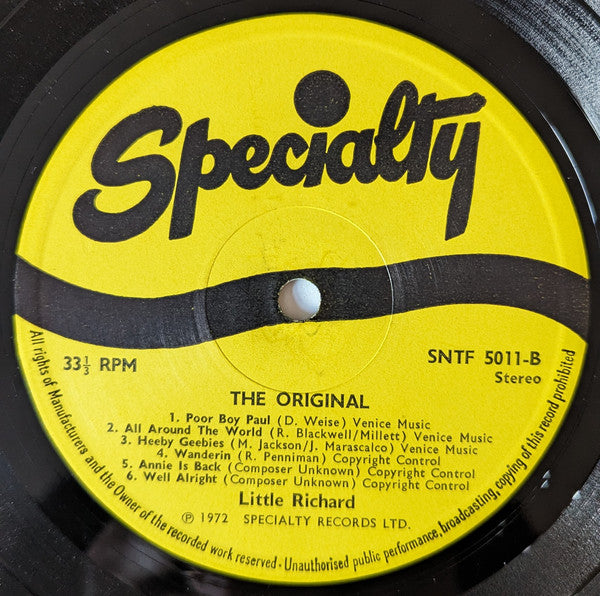 Specialty
33⅓ RPM
SNTF 5011-B
Stereo
THE ORIGINAL
1. Poor Boy Paul (D. Weise) Venice Music
2. All Around The World (R. Blackwell/Millett) Venice Music
3. Heeby Geebies (M. Jackson/J. Marascalco) Venice Music
4. Wanderin (R. Penniman) Copyright Control
5. Annie Is Back (Composer Unknown) Copyright Control
6. Well Alright (Composer Unknown) Copyright Control
Little Richard
℗ 1972 SPECIALTY RECORDS LTD.
All rights of Manufacturers and the Owner of the recorded work reserved · Unauthorised public performance, broadcasting, copying of this record prohibited